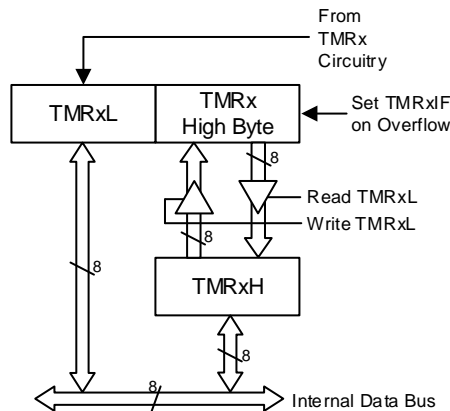 From
TMRx
Circuitry
TMRxL
TMRx
High Byte
Set TMRxIF
on Overflow
8
Read TMRxL
Write TMRxL
8
8
TMRxH
8
8
Internal Data Bus